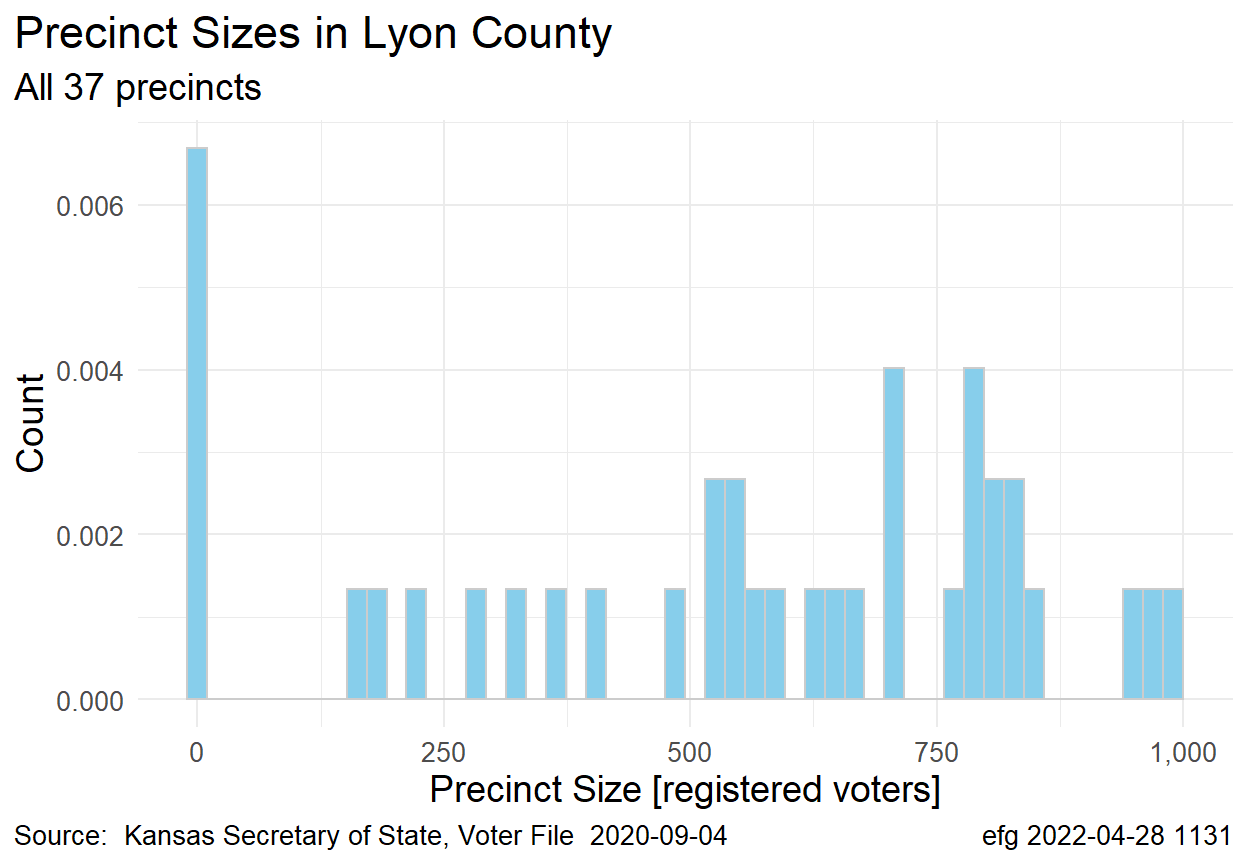 Precinct Sizes in Lyon County
All 37 precincts
0.006
0.004
0.002
0.000
Count
0 250 500 750 1,000
Precinct Size [registered voters]
Source:  Kansas Secretary of State, Voter File  2020-09-04
efg 2022-04-28 1131